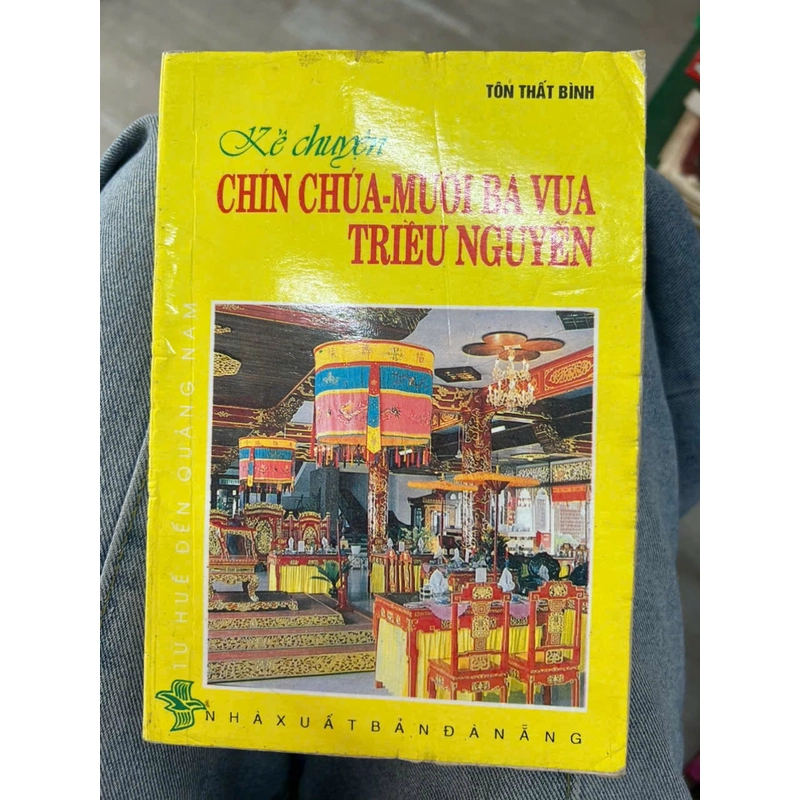 TÔN THẤT BÌNH
Kể chuyện
CHÍN CHÚA-MƯỜI BA VUA
TRIỀU NGUYỄN
TỪ HUẾ ĐẾN QUẢNG NAM
NHÀ XUẤT BẢN ĐÀ NẴNG